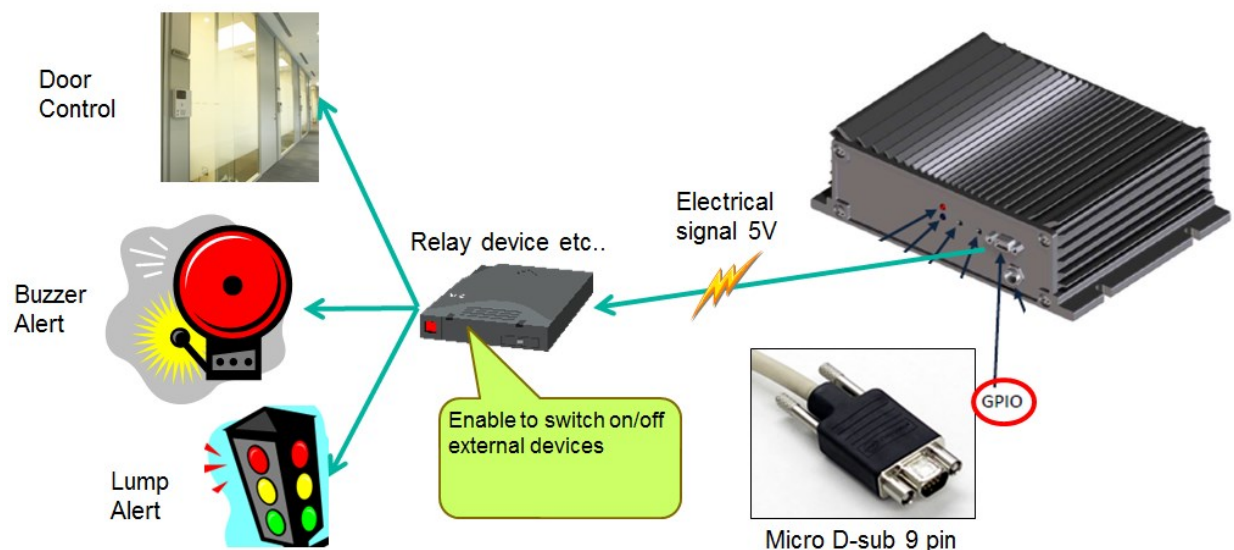 Door
Control
Electrical
signal 5V
Relay device etc..
Buzzer
Alert
Enable to switch on/off
external devices
GPIO
Lump
Alert
Micro D-sub 9 pin